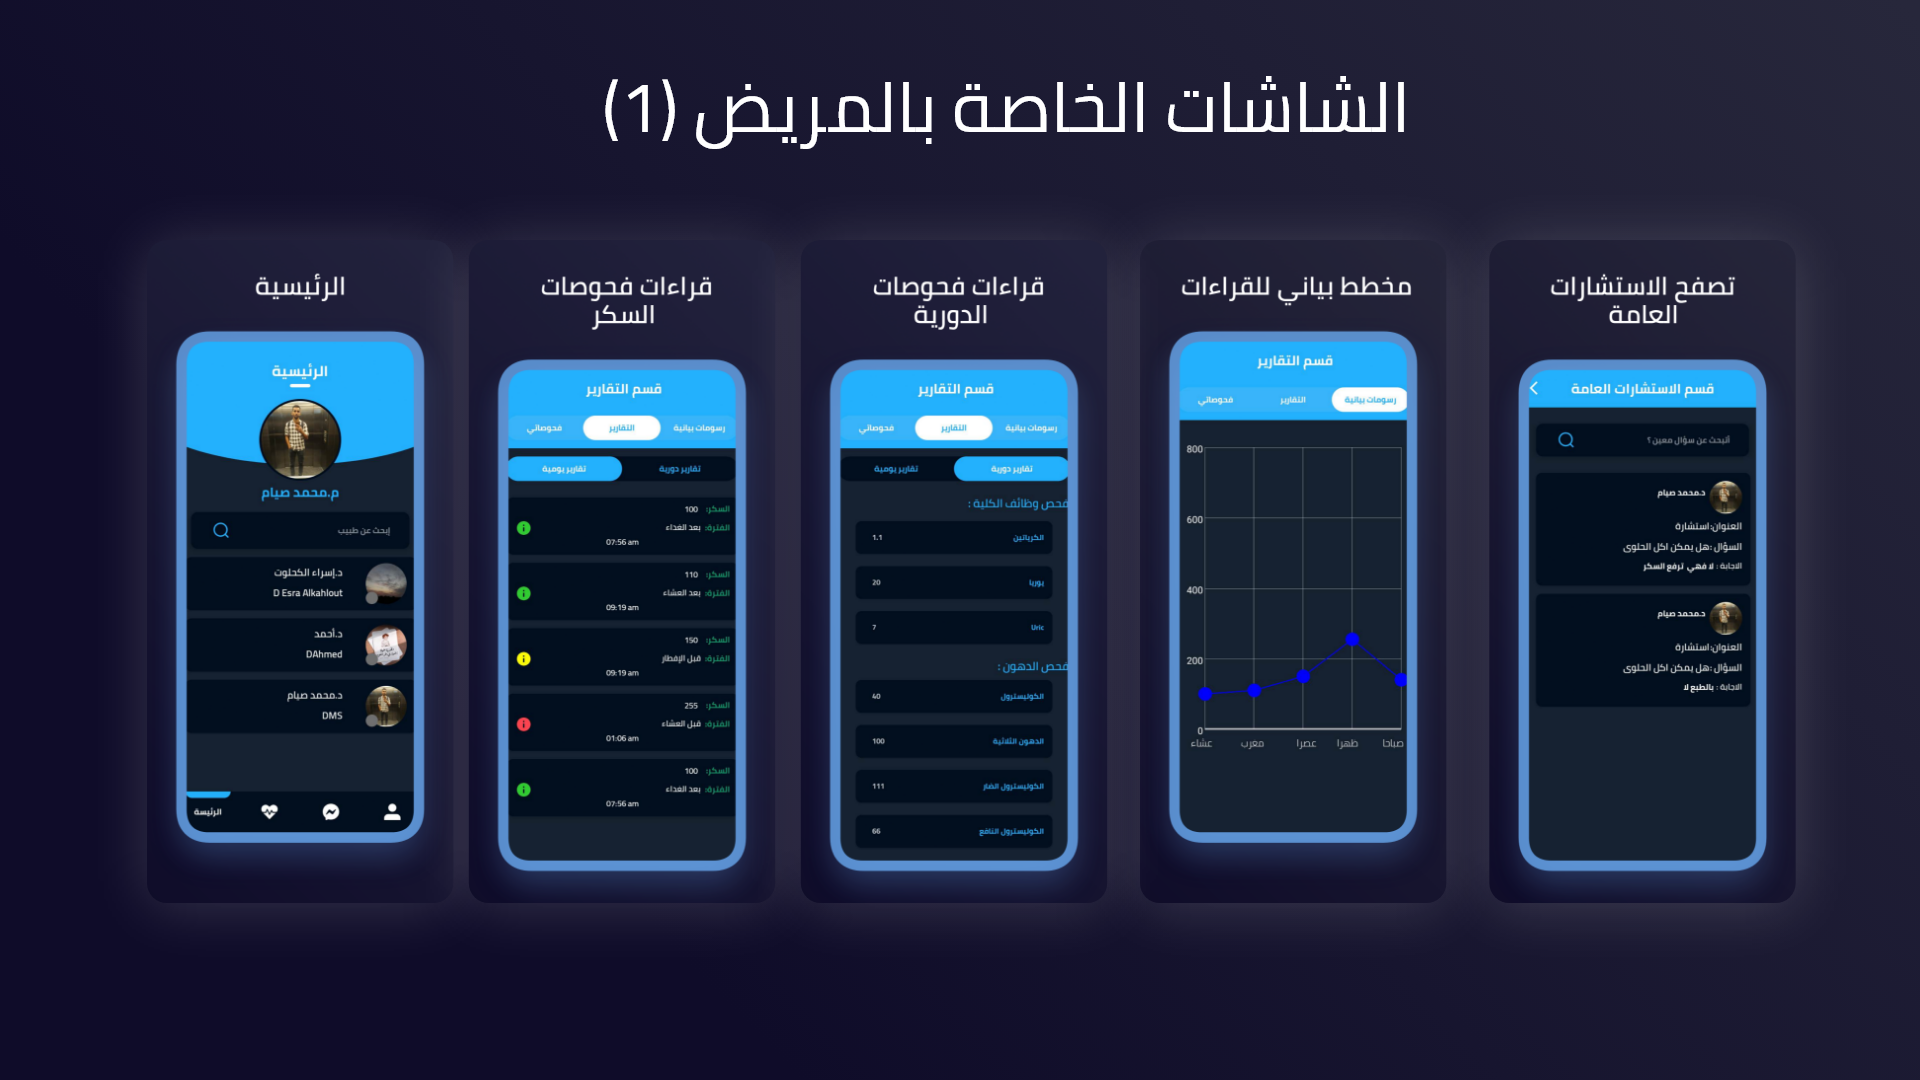 الشاشات الخاصة بالمريض (1)
تصفح الاستشارات
العامة
قسم الاستشارات العامة
أتبحث عن سؤال معين ؟
د.محمد صيام
العنوان:استشارة
السؤال :هل يمكن اكل الحلوى
الاجابة : لا فهي ترفع السكر
د.محمد صيام
العنوان:استشارة
السؤال :هل يمكن اكل الحلوى
الاجابة : بالطبع لا
مخطط بياني للقراءات
قسم التقارير
رسومات بيانية التقارير فحوصاتي
800
600
400
200
0
صباحا ظهرا عصرا مغرب عشاء
قراءات فحوصات
الدورية
قسم التقارير
رسومات بيانية التقارير فحوصاتي
تقارير دورية تقارير يومية
فحص وظائف الكلية :
الكرياتين 1.1
يوريا 20
Uric 7
فحص الدهون :
الكوليسترول 40
الدهون الثلاثية 100
الكوليسترول الضار 111
الكوليسترول النافع 66
قراءات فحوصات
السكر
قسم التقارير
رسومات بيانية التقارير فحوصاتي
تقارير دورية تقارير يومية
السكر: 100
الفترة: بعد الغداء
07:56 am
السكر: 110
الفترة: بعد العشاء
09:19 am
السكر: 150
الفترة: قبل الإفطار
09:19 am
السكر: 255
الفترة: قبل العشاء
01:06 am
السكر: 100
الفترة: بعد الغداء
07:56 am
الرئيسية
الرئيسية
م.محمد صيام
إبحث عن طبيب
د.إسراء الكحلوت
D Esra Alkahlout
د.أحمد
DAhmed
د.محمد صيام
DMS
الرئيسة